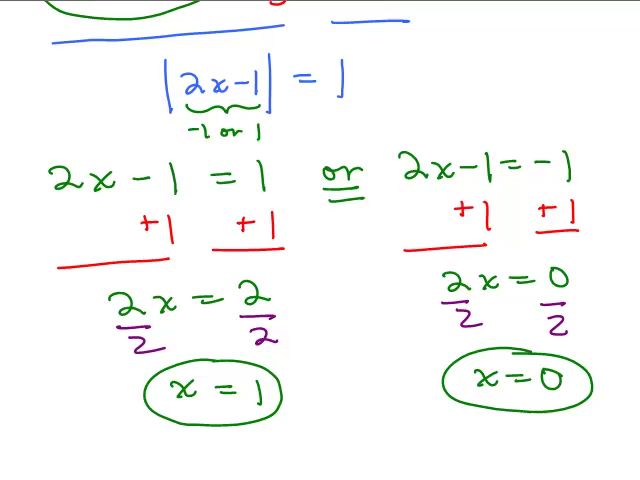 |2x-1| = 1
-1 or 1
2x - 1 = 1 or 2x-1 = -1
+1 +1 +1 +1
2x = 2 2x = 0
2 2 2 2
x = 1 x = 0